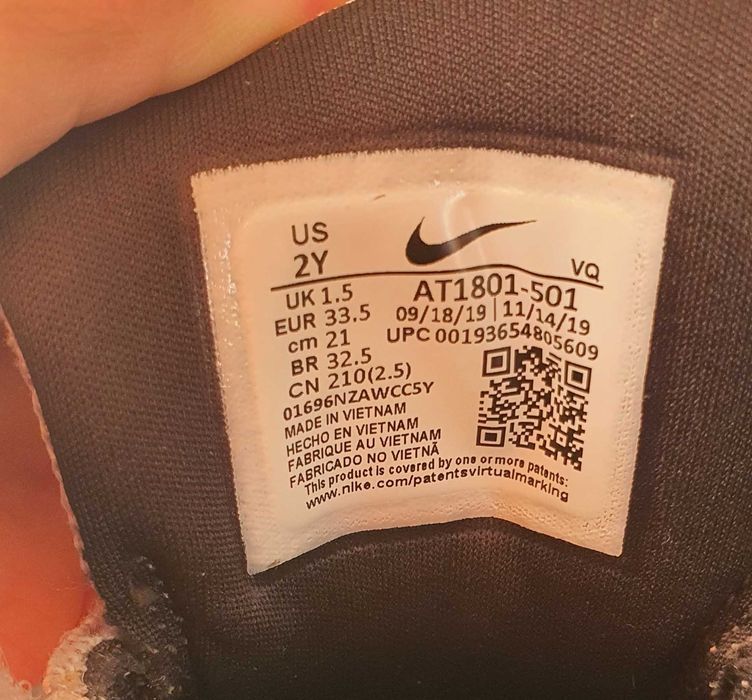 US
2Y
VQ
UK 1.5
AT1801-501
EUR 33.5
09/18/19 | 11/14/19
cm 21
UPC 00193654805609
BR 32.5
CN 210(2.5)
01696NZAWCC5Y
MADE IN VIETNAM
HECHO EN VIETNAM
FABRIQUE AU VIETNAM
FABRICADO NO VIETNÃ
This product is covered by one or more patents:
www.nike.com/patentsvirtualmarking